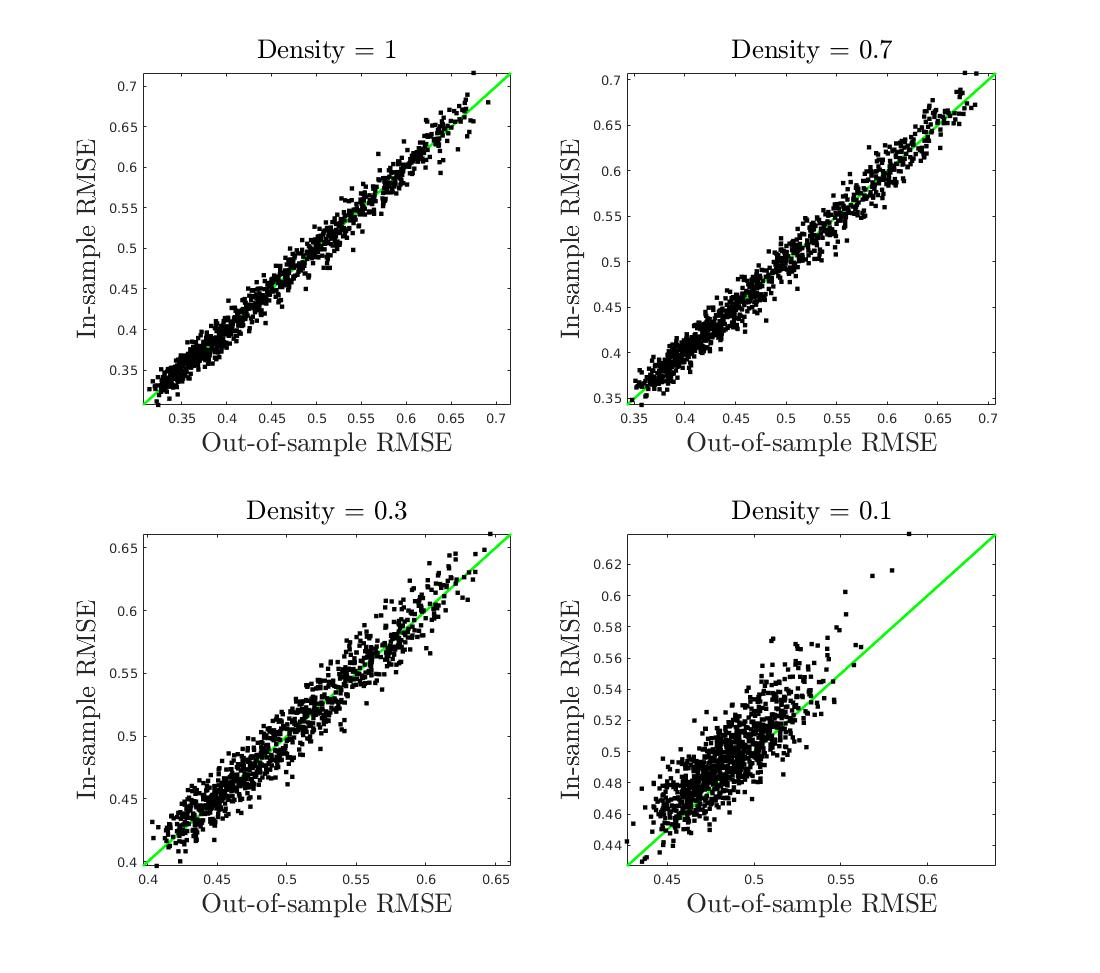 Density = 1
0.7
0.65
0.6
0.55
0.5
0.45
0.4
0.35
In-sample RMSE
0.35 0.4 0.45 0.5 0.55 0.6 0.65 0.7
Out-of-sample RMSE
Density = 0.7
0.7
0.65
0.6
0.55
0.5
0.45
0.4
0.35
In-sample RMSE
0.35 0.4 0.45 0.5 0.55 0.6 0.65 0.7
Out-of-sample RMSE
Density = 0.3
0.65
0.6
0.55
0.5
0.45
0.4
In-sample RMSE
0.4 0.45 0.5 0.55 0.6 0.65
Out-of-sample RMSE
Density = 0.1
0.62
0.6
0.58
0.56
0.54
0.52
0.5
0.48
0.46
0.44
In-sample RMSE
0.45 0.5 0.55 0.6
Out-of-sample RMSE